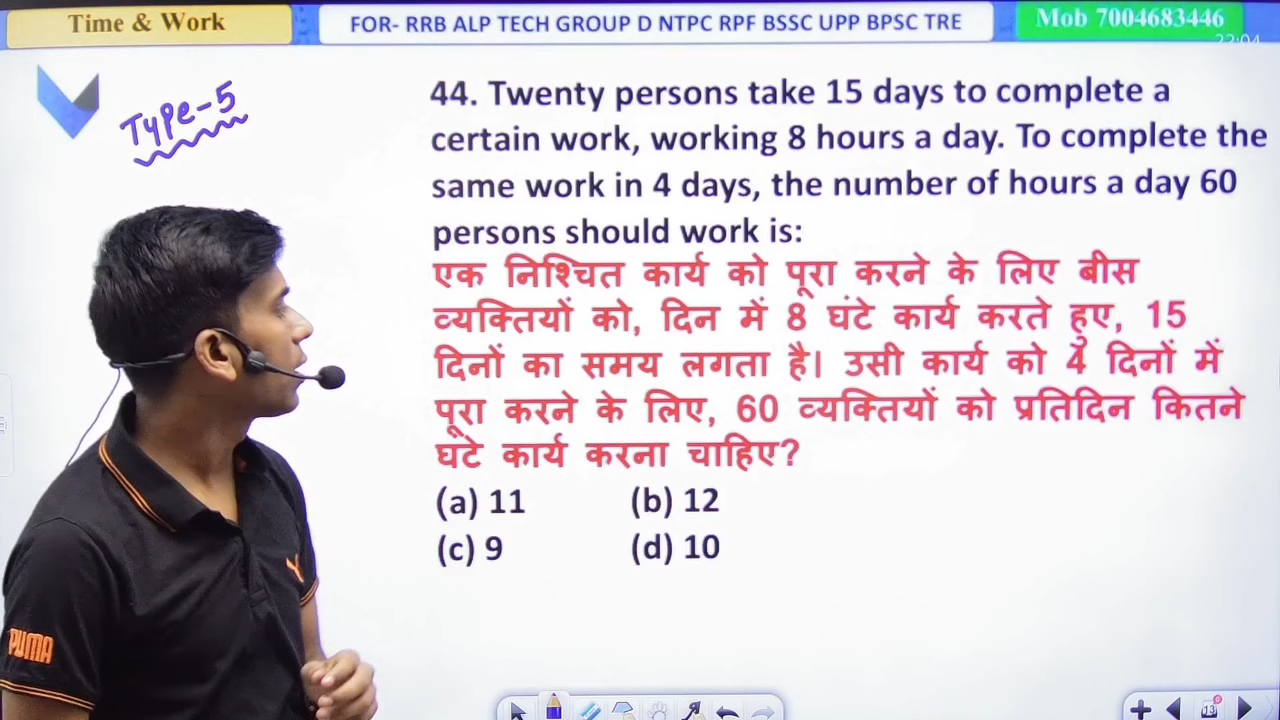 Time & Work
FOR- RRB ALP TECH GROUP D NTPC RPF BSSC UPP BPSC TRE
Mob 7004683446
22:04
Type-5
44. Twenty persons take 15 days to complete a
certain work, working 8 hours a day. To complete the
same work in 4 days, the number of hours a day 60
persons should work is:
एक निश्चित कार्य को पूरा करने के लिए बीस
व्यक्तियों को, दिन में 8 घंटे कार्य करते हुए, 15
दिनों का समय लगता है। उसी कार्य को 4 दिनों में
पूरा करने के लिए, 60 व्यक्तियों को प्रतिदिन कितने
घंटे कार्य करना चाहिए?
(a) 11 (b) 12
(c) 9 (d) 10
PUMA
13